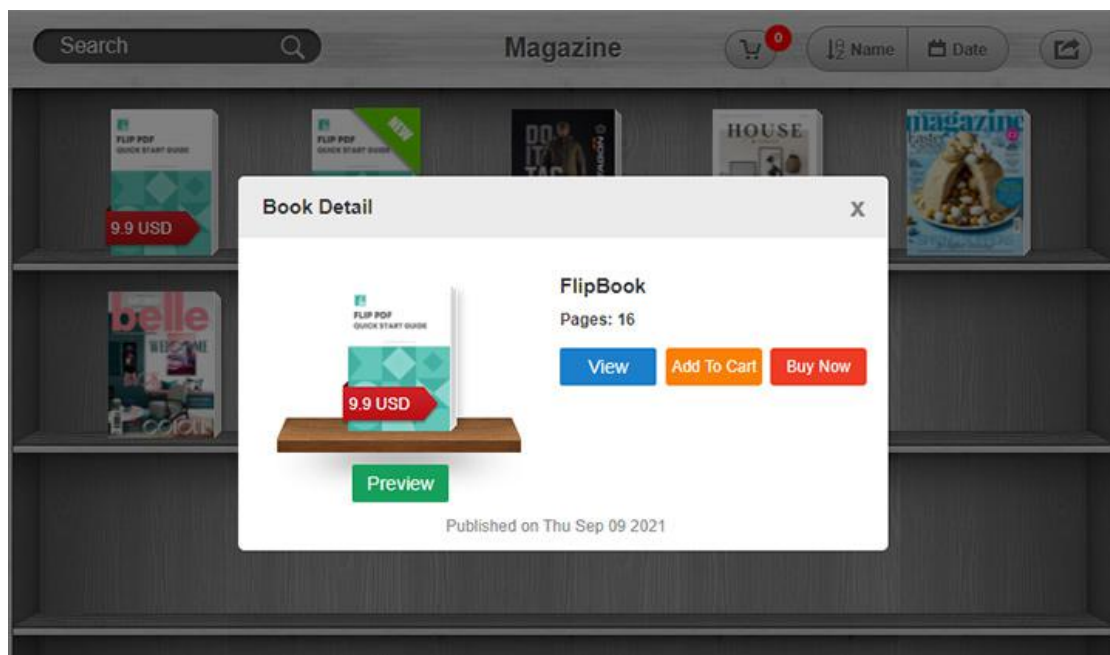 Search
Magazine
0
Name
Date
FLIP PDF
QUICK START GUIDE
9.9 USD
FLIP PDF
QUICK START GUIDE
NEW
DO
IT
HOUSE
magazine
belle
Book Detail
X
FLIP PDF
QUICK START GUIDE
9.9 USD
Preview
FlipBook
Pages: 16
View
Add To Cart
Buy Now
Published on Thu Sep 09 2021